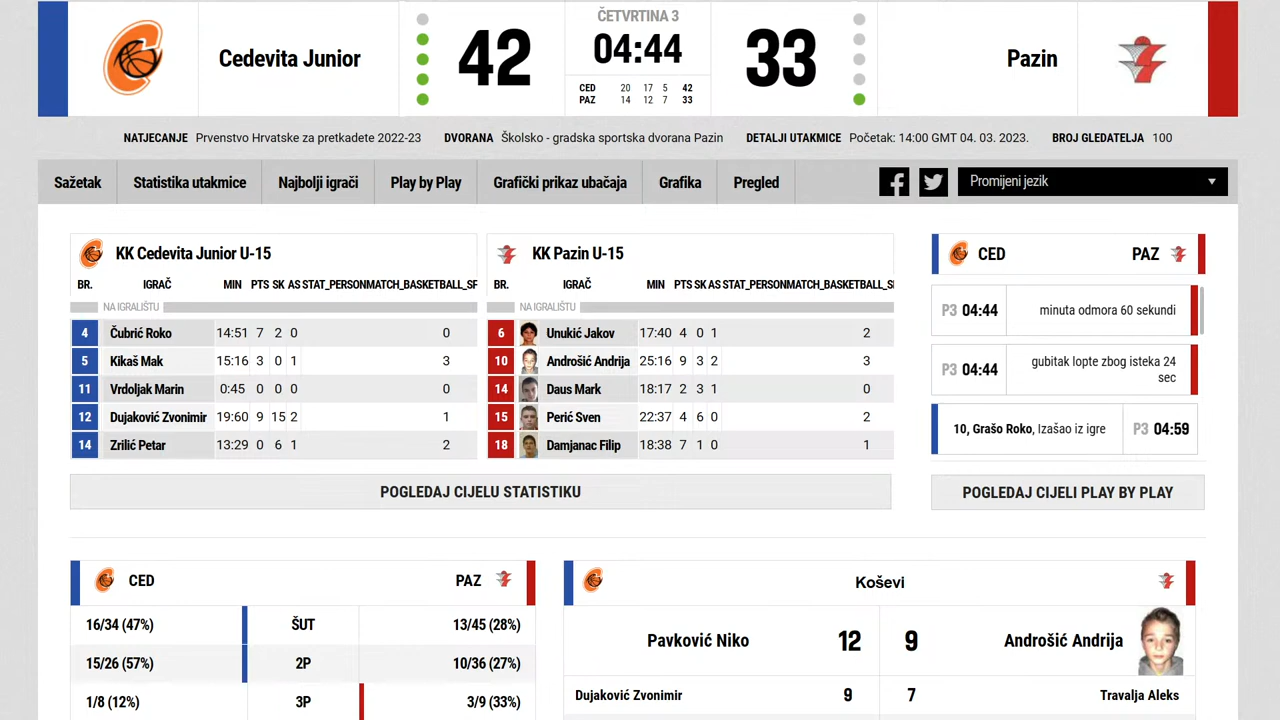 ČETVRTINA 3
Cedevita Junior 42 04:44 33 Pazin
CED 20 17 5 42
PAZ 14 12 7 33
NATJECANJE Prvenstvo Hrvatske za pretkadete 2022-23 DVORANA Školsko - gradska sportska dvorana Pazin DETALJI UTAKMICE Početak: 14:00 GMT 04. 03. 2023. BROJ GLEDATELJA 100
Sažetak Statistika utakmice Najbolji igrači Play by Play Grafički prikaz ubačaja Grafika Pregled Promijeni jezik
KK Cedevita Junior U-15
BR. IGRAČ MIN PTS SK AS STAT_PERSONMATCH_BASKETBALL_SF
NA IGRALIŠTU
4 Čubrić Roko 14:51 7 2 0 0
5 Kikaš Mak 15:16 3 0 1 3
11 Vrdoljak Marin 0:45 0 0 0 0
12 Dujaković Zvonimir 19:60 9 15 2 1
14 Zrilić Petar 13:29 0 6 1 2
KK Pazin U-15
BR. IGRAČ MIN PTS SK AS STAT_PERSONMATCH_BASKETBALL_S
NA IGRALIŠTU
6 Unukić Jakov 17:40 4 0 1 2
10 Androšić Andrija 25:16 9 3 2 3
14 Daus Mark 18:17 2 3 1 0
15 Perić Sven 22:37 4 6 0 2
18 Damjanac Filip 18:38 7 1 0 1
POGLEDAJ CIJELU STATISTIKU
CED PAZ
P3 04:44 minuta odmora 60 sekundi
P3 04:44 gubitak lopte zbog isteka 24
sec
10, Grašo Roko, Izašao iz igre P3 04:59
POGLEDAJ CIJELI PLAY BY PLAY
CED PAZ
16/34 (47%) ŠUT 13/45 (28%)
15/26 (57%) 2P 10/36 (27%)
1/8 (12%) 3P 3/9 (33%)
Koševi
Pavković Niko 12 9 Androšić Andrija
Dujaković Zvonimir 9 7 Travalja Aleks